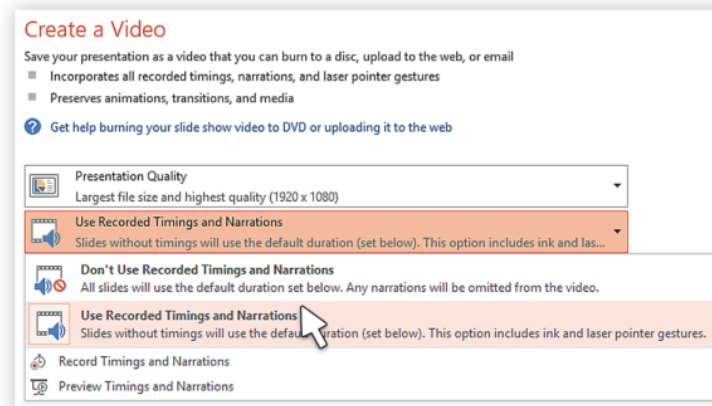 Create a Video
Save your presentation as a video that you can burn to a disc, upload to the web, or email
Incorporates all recorded timings, narrations, and laser pointer gestures
Preserves animations, transitions, and media
Get help burning your slide show video to DVD or uploading it to the web
Presentation Quality
Largest file size and highest quality (1920 x 1080)
Use Recorded Timings and Narrations
Slides without timings will use the default duration (set below). This option includes ink and las...
Don't Use Recorded Timings and Narrations
All slides will use the default duration set below. Any narrations will be omitted from the video.
Use Recorded Timings and Narrations
Slides without timings will use the default duration (set below). This option includes ink and laser pointer gestures.
Record Timings and Narrations
Preview Timings and Narrations